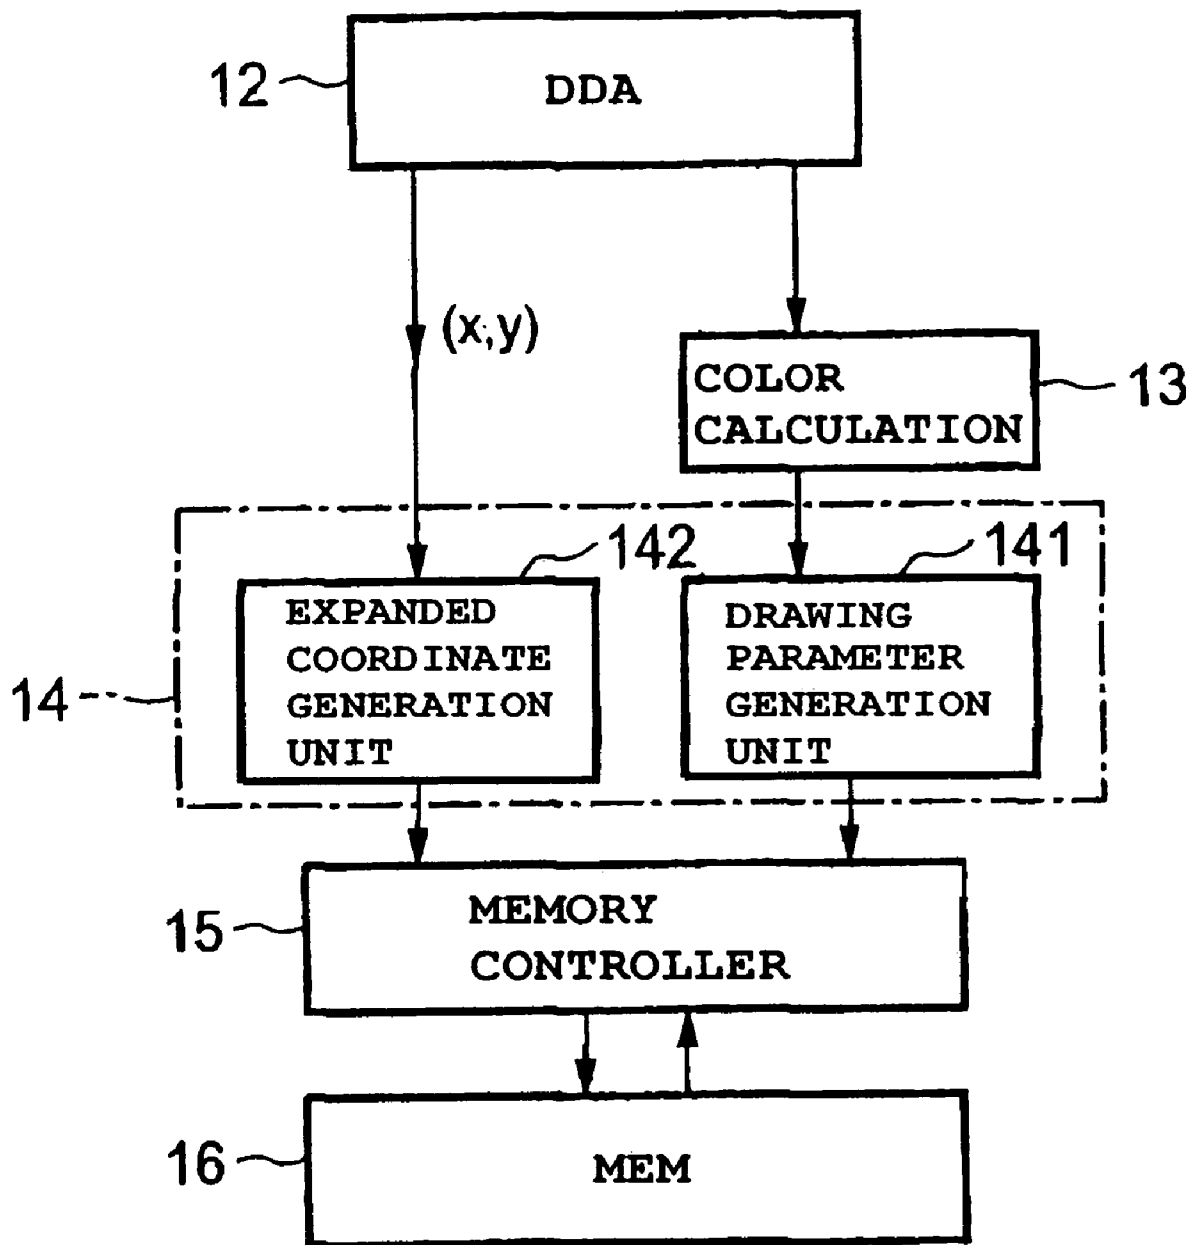 12
DDA
(x,y)
COLOR
CALCULATION
13
142
141
EXPANDED
COORDINATE
GENERATION
UNIT
DRAWING
PARAMETER
GENERATION
UNIT
14
15
MEMORY
CONTROLLER
16
MEM